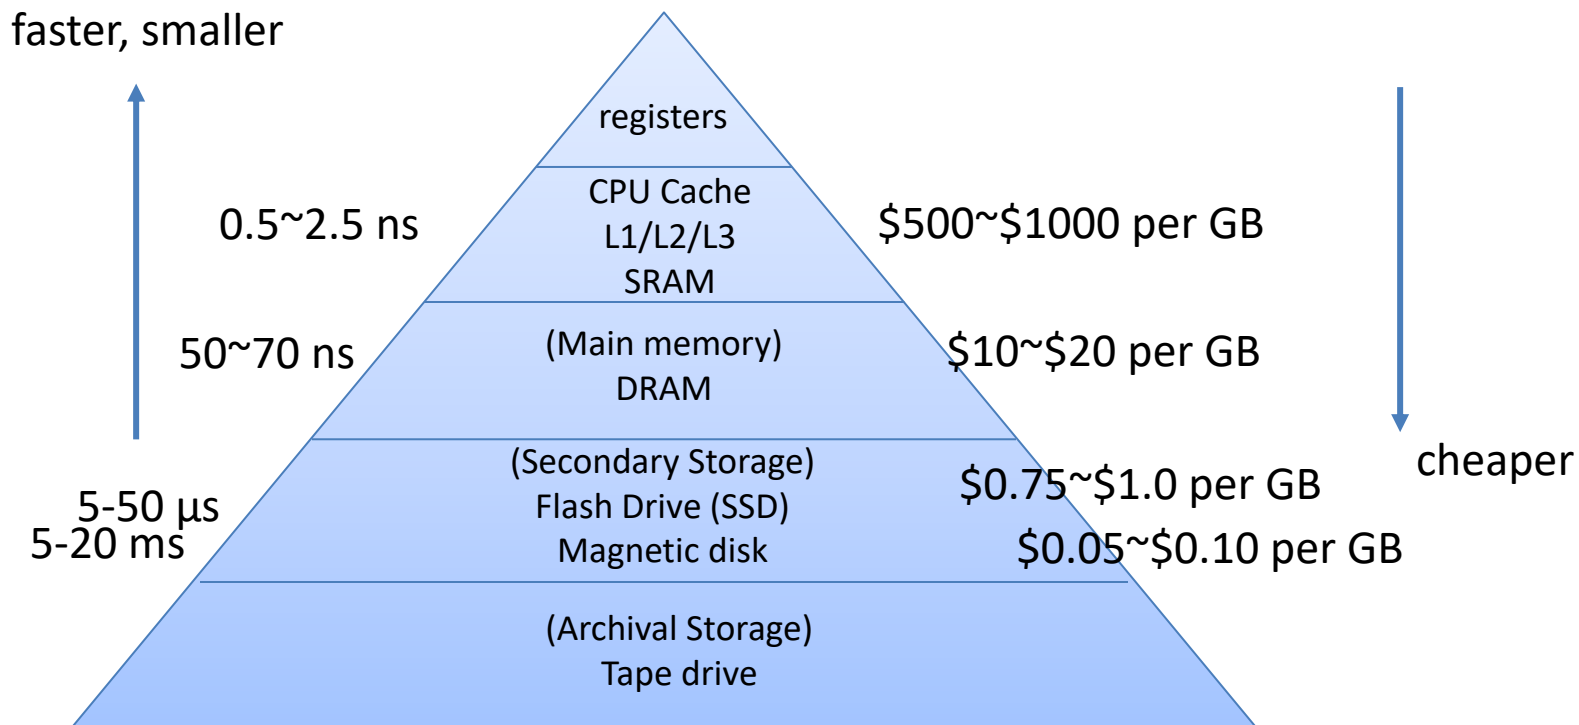 faster, smaller
registers
CPU Cache
L1/L2/L3
SRAM
0.5~2.5 ns
$500~$1000 per GB
(Main memory)
DRAM
50~70 ns
$10~$20 per GB
(Secondary Storage)
Flash Drive (SSD)
Magnetic disk
5-50 µs
5-20 ms
$0.75~$1.0 per GB
$0.05~$0.10 per GB
cheaper
(Archival Storage)
Tape drive